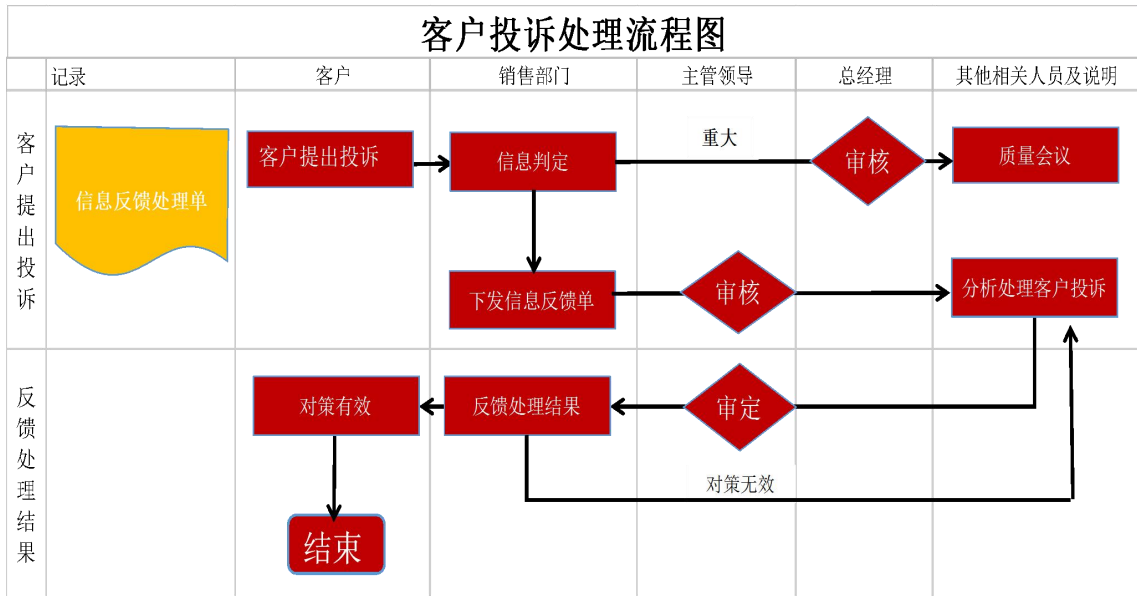 客户投诉处理流程图
记录
客户
销售部门
主管领导
总经理
其他相关人员及说明
客户提出投诉
信息反馈处理单
客户提出投诉
信息判定
重大
审核
质量会议
下发信息反馈单
审核
分析处理客户投诉
反馈处理结果
对策有效
反馈处理结果
审定
对策无效
结束